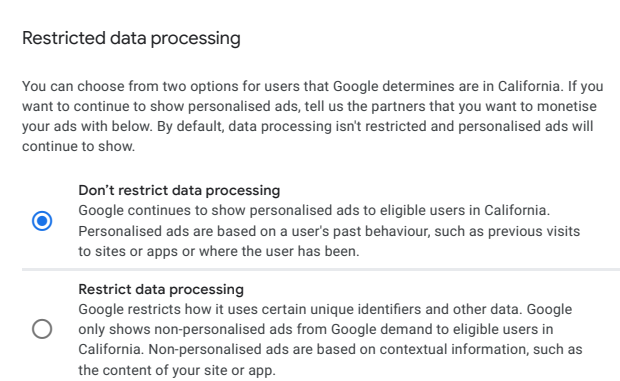 Restricted data processing
You can choose from two options for users that Google determines are in California. If you
want to continue to show personalised ads, tell us the partners that you want to monetise
your ads with below. By default, data processing isn't restricted and personalised ads will
continue to show.
Don't restrict data processing
Google continues to show personalised ads to eligible users in California.
Personalised ads are based on a user's past behaviour, such as previous visits
to sites or apps or where the user has been.
Restrict data processing
Google restricts how it uses certain unique identifiers and other data. Google
only shows non-personalised ads from Google demand to eligible users in
California. Non-personalised ads are based on contextual information, such as
the content of your site or app.